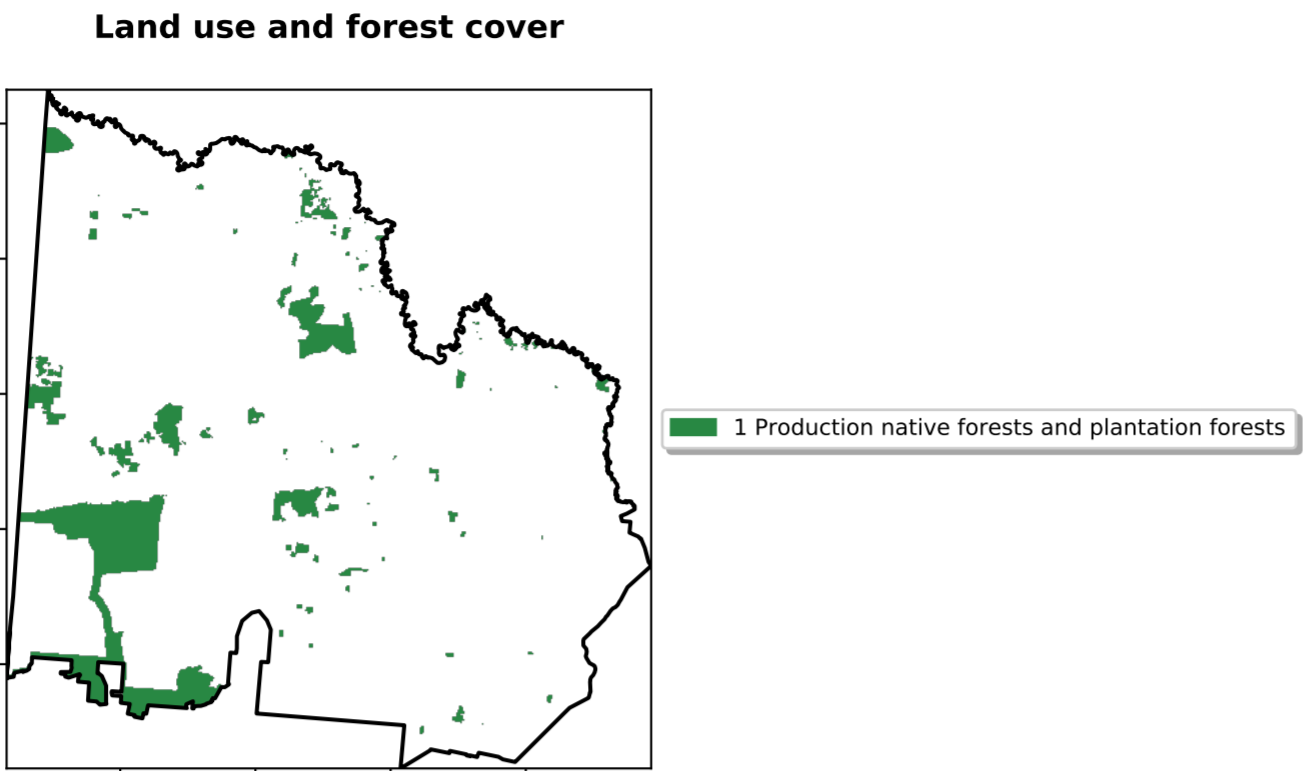 Land use and forest cover
1 Production native forests and plantation forests